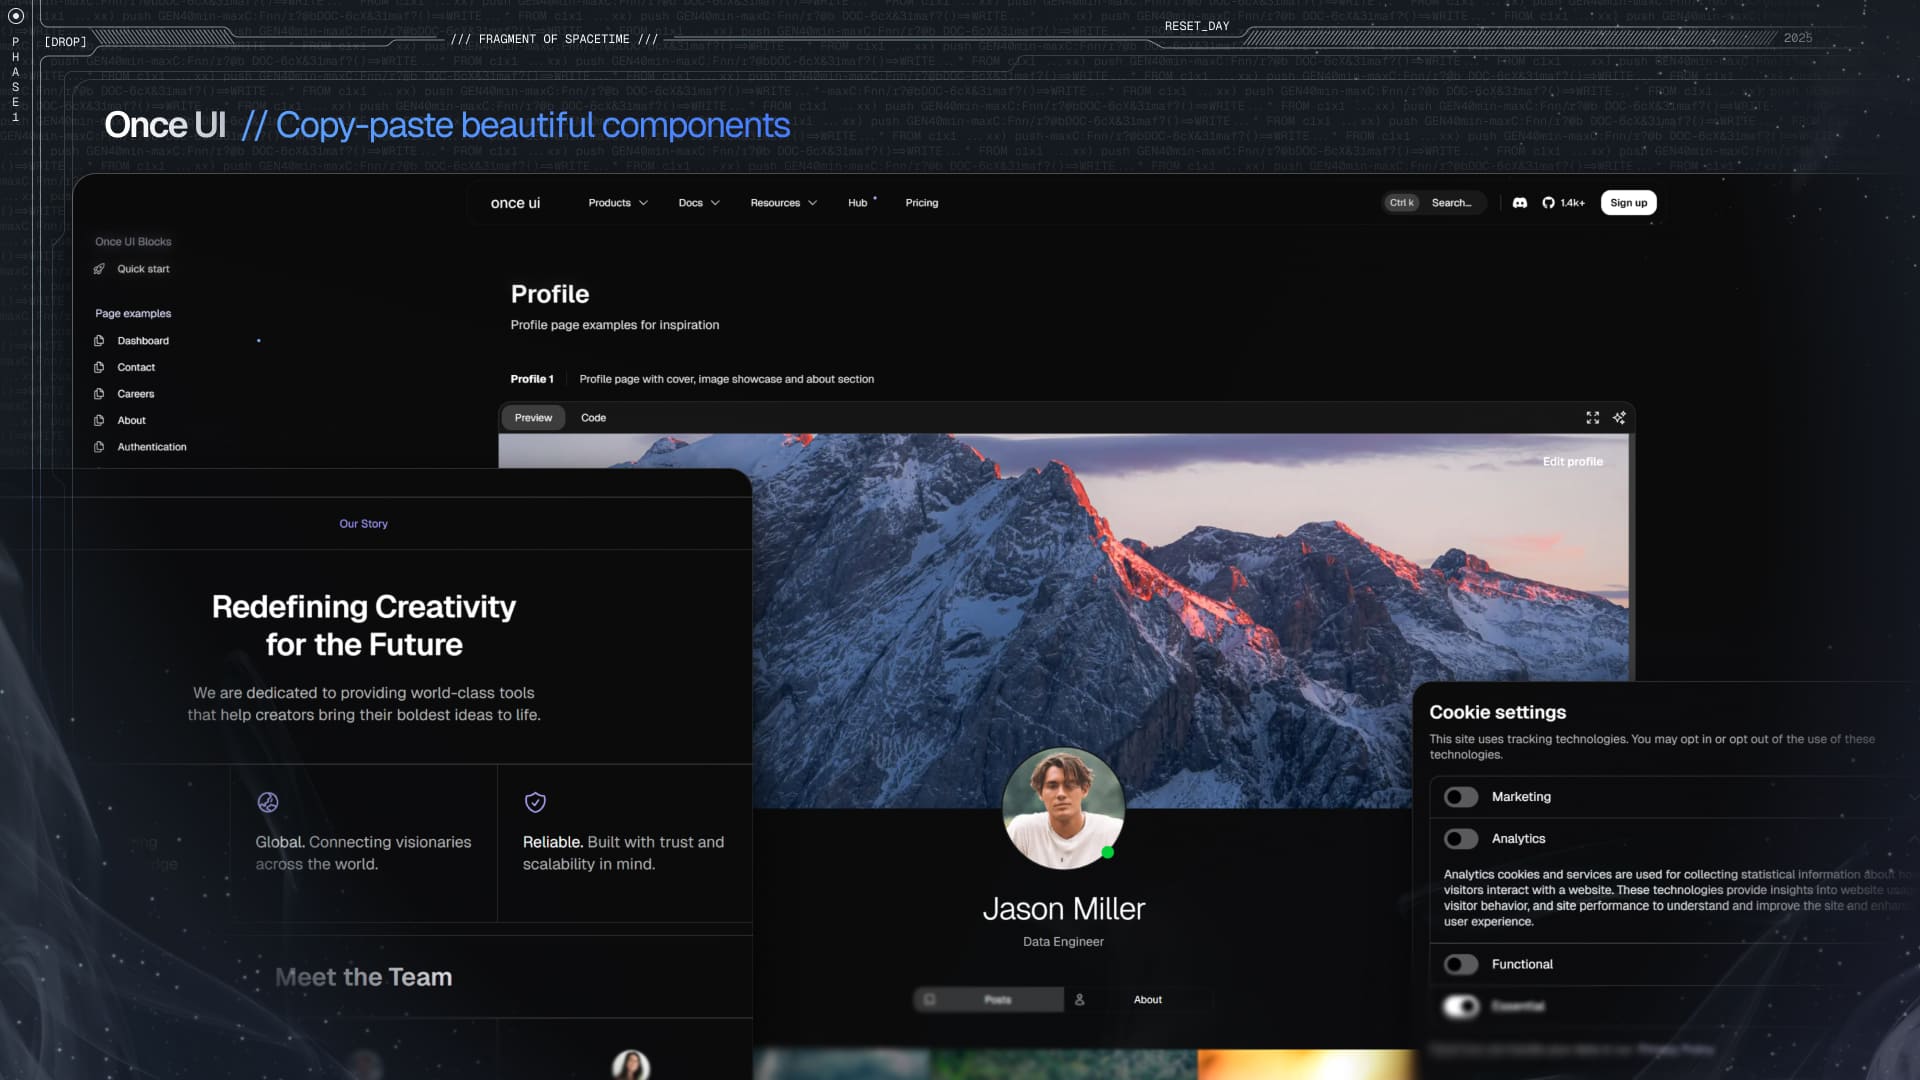 PHASE1
[DROP]
/// FRAGMENT OF SPACETIME ///
RESET_DAY
2025
Once UI // Copy-paste beautiful components
once ui
Products
Docs
Resources
Hub
Pricing
Ctrl k
Search...
1.4k+
Sign up
Once UI Blocks
Quick start
Page examples
Dashboard
Contact
Careers
About
Authentication
Profile
Profile page examples for inspiration
Profile 1
Profile page with cover, image showcase and about section
Preview
Code
Edit profile
Our Story
Redefining Creativity
for the Future
We are dedicated to providing world-class tools
that help creators bring their boldest ideas to life.
Global. Connecting visionaries
across the world.
Reliable. Built with trust and
scalability in mind.
Meet the Team
Jason Miller
Data Engineer
Posts
About
Cookie settings
This site uses tracking technologies. You may opt in or opt out of the use of these
technologies.
Marketing
Analytics
Analytics cookies and services are used for collecting statistical information about
visitors interact with a website. These technologies provide insights into website
visitor behavior, and site performance to understand and improve the site and
user experience.
Functional
Essential